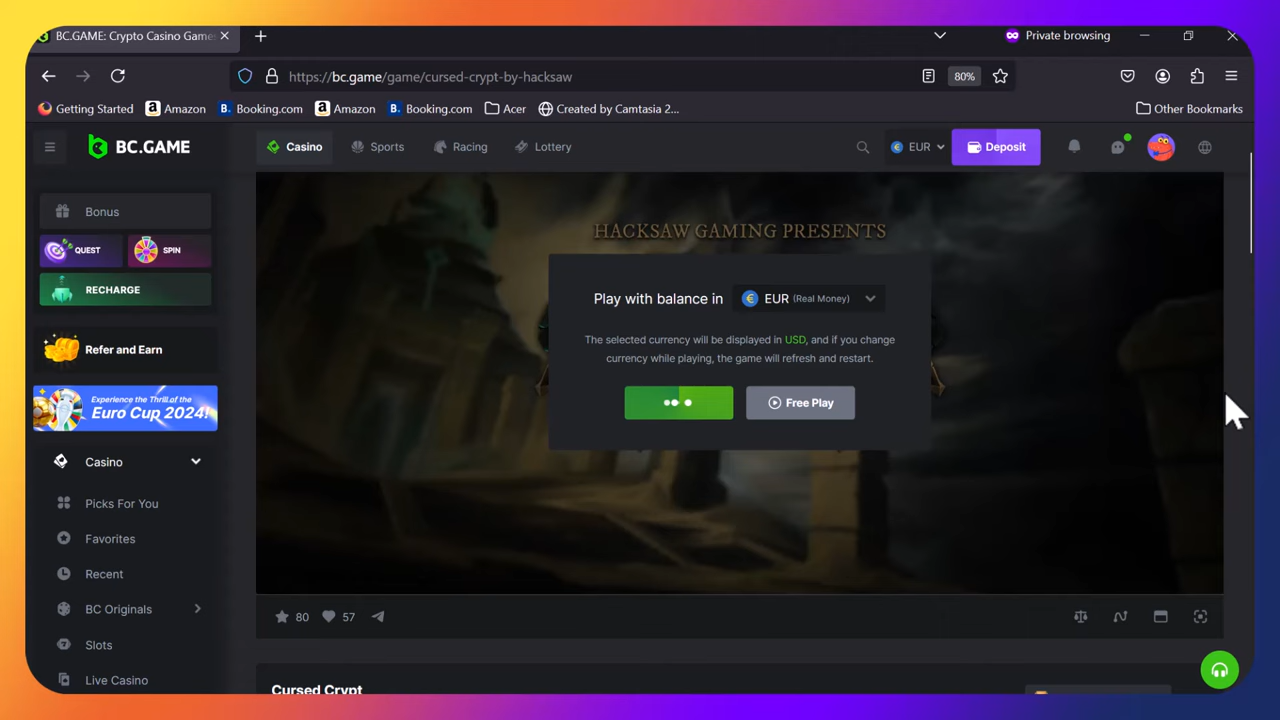 BC.GAME: Crypto Casino Games
Private browsing
https://bc.game/game/cursed-crypt-by-hacksaw
80%
Getting Started
Amazon
Booking.com
Amazon
Booking.com
Acer
Created by Camtasia 2...
Other Bookmarks
BC.GAME
Casino
Sports
Racing
Lottery
EUR
Deposit
Bonus
QUEST
SPIN
RECHARGE
Refer and Earn
Experience the Thrill of the
Euro Cup 2024!
Casino
Picks For You
Favorites
Recent
BC Originals
Slots
Live Casino
HACKSAW GAMING PRESENTS
Play with balance in EUR (Real Money)
The selected currency will be displayed in USD, and if you change
currency while playing, the game will refresh and restart.
Free Play
80
57
Cursed Crypt